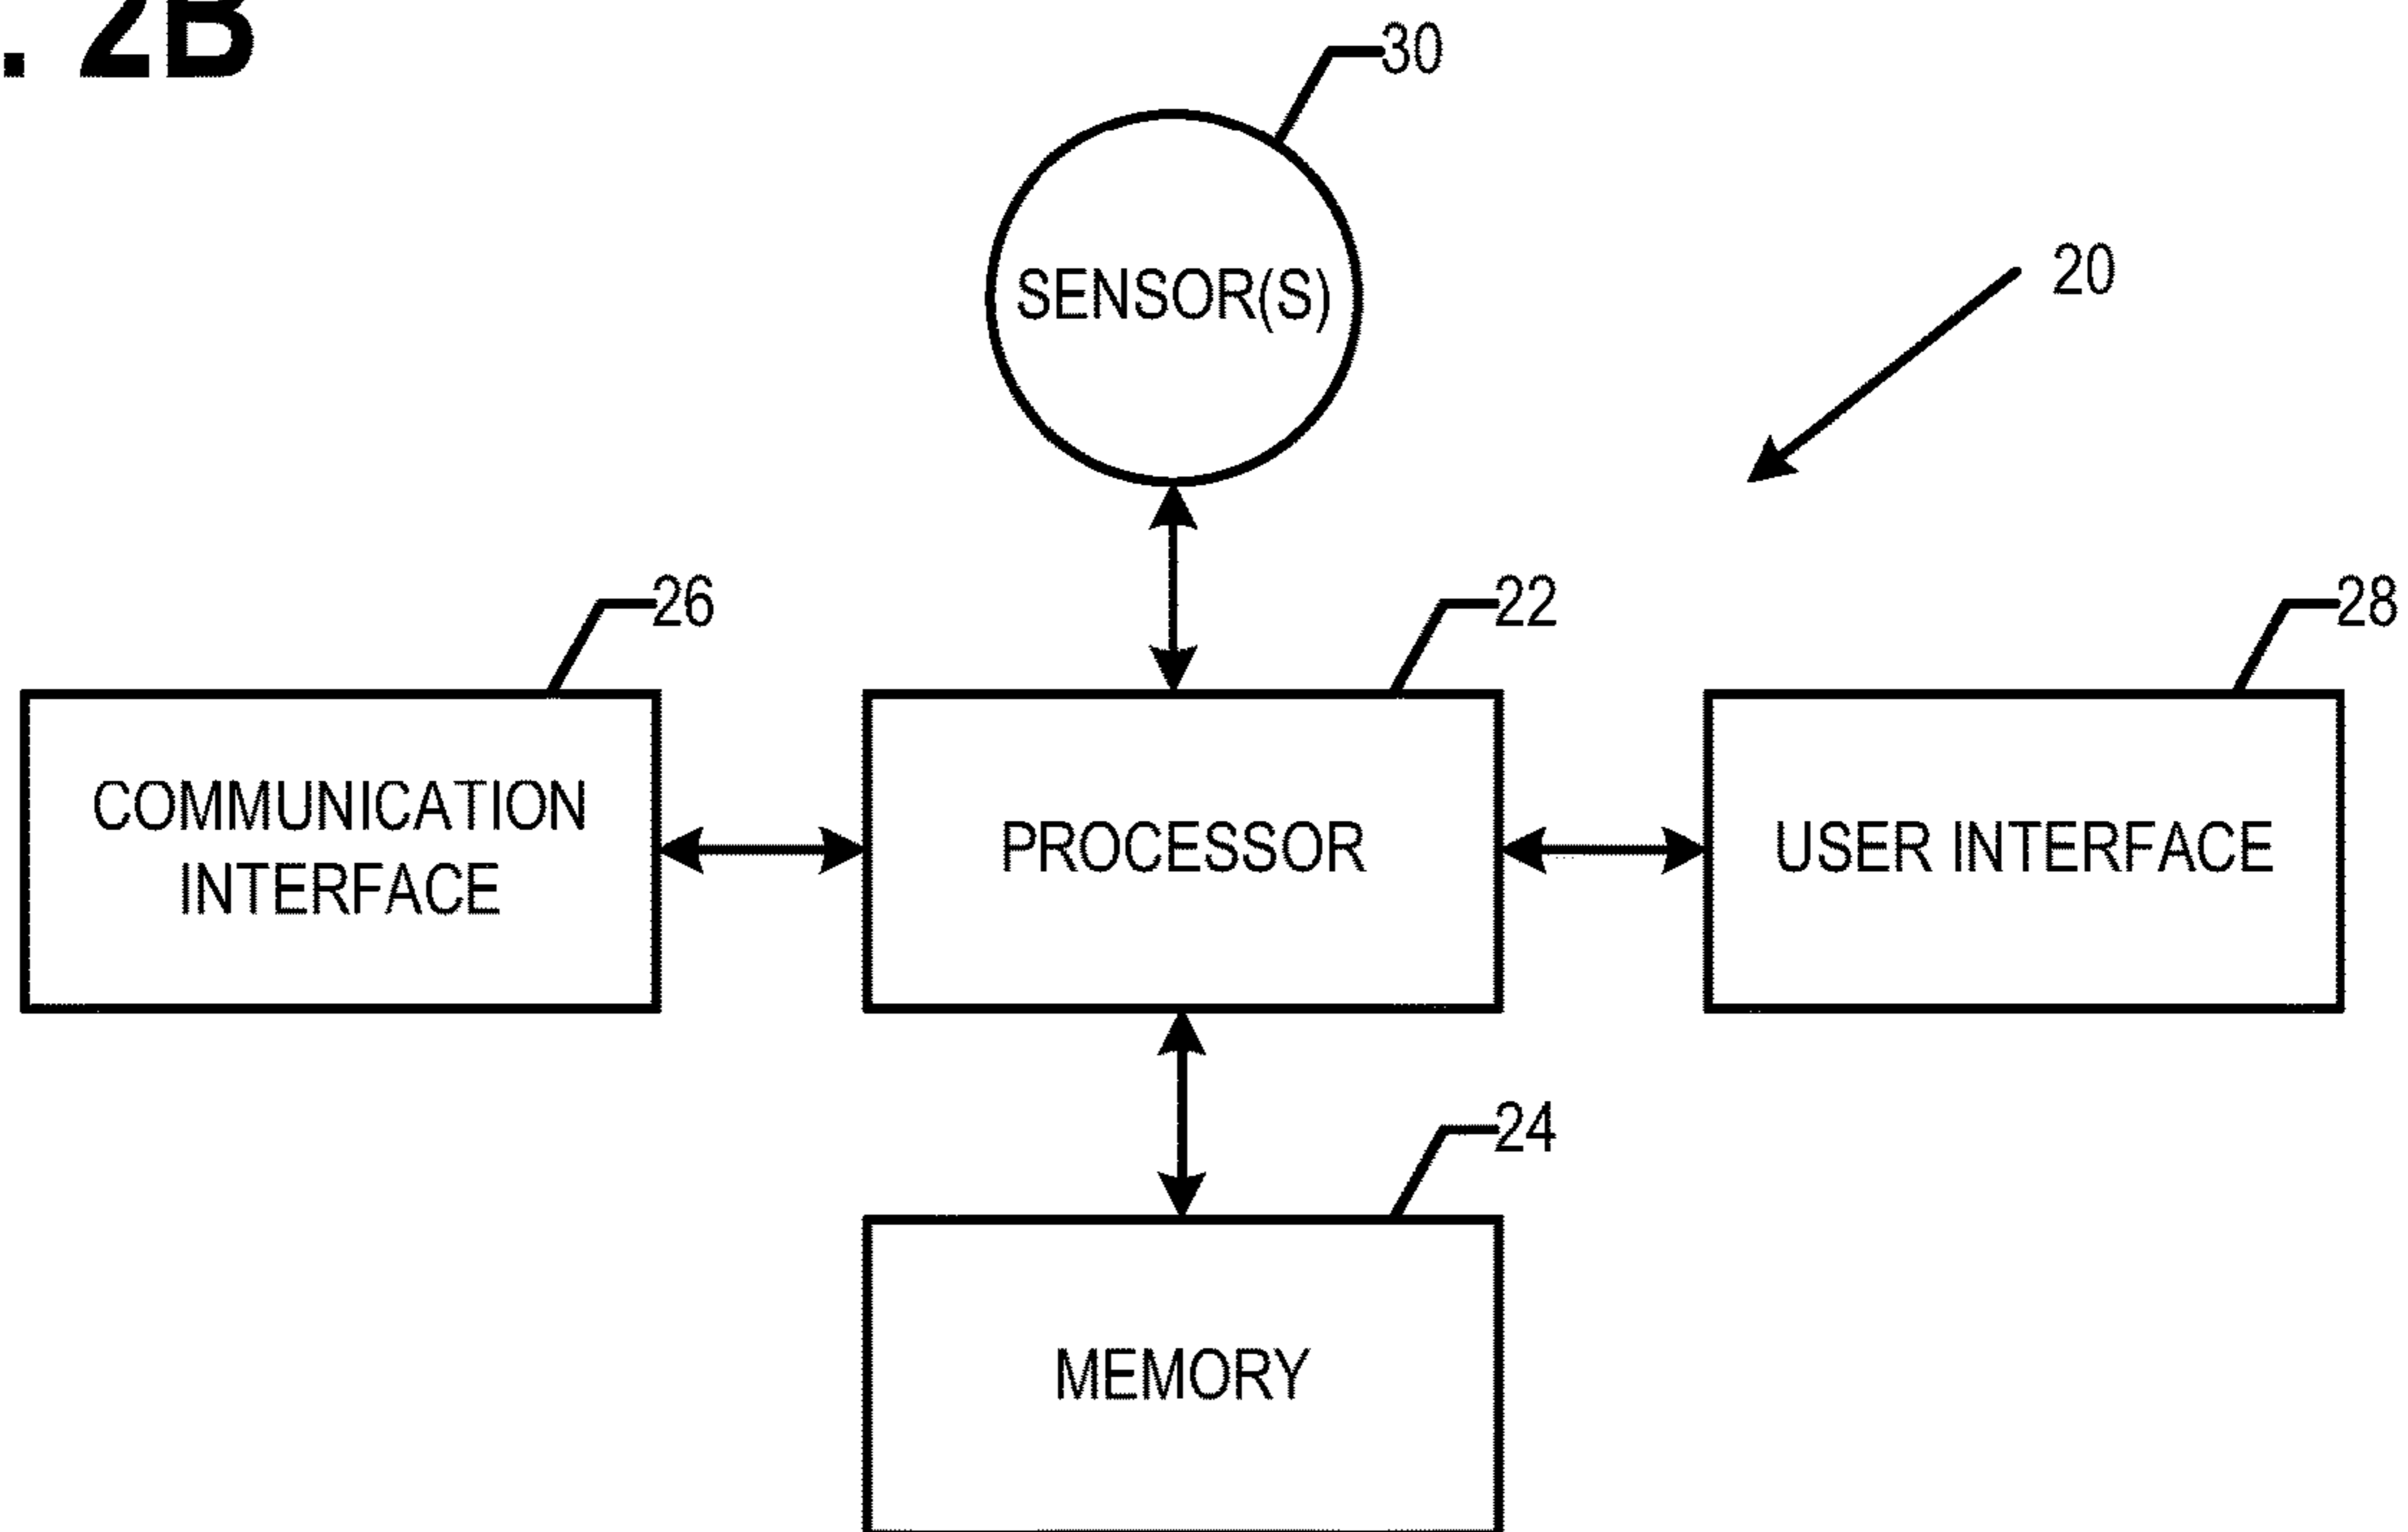 . 2B
30
SENSOR(S)
20
26
22
28
COMMUNICATION
INTERFACE
PROCESSOR
USER INTERFACE
24
MEMORY